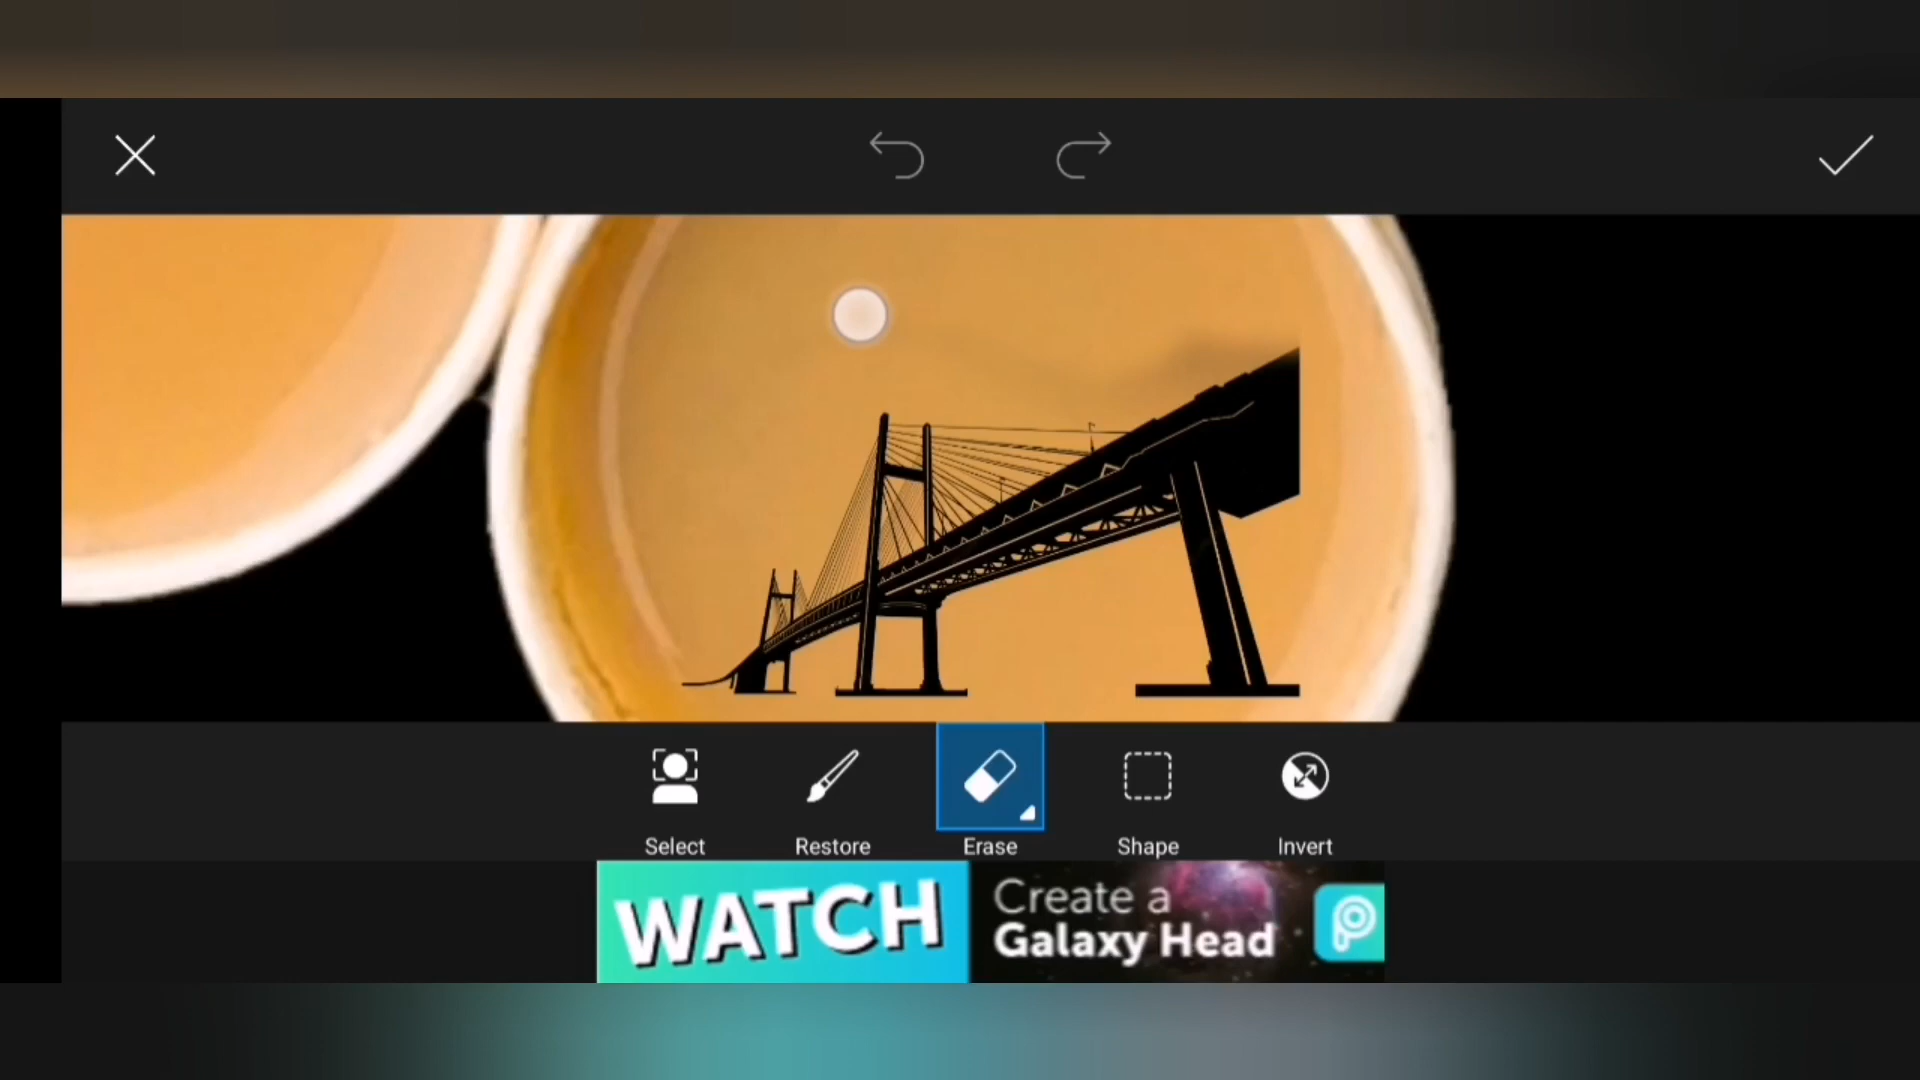 Select
Restore
Erase
Shape
Invert
WATCH
Create a
Galaxy Head